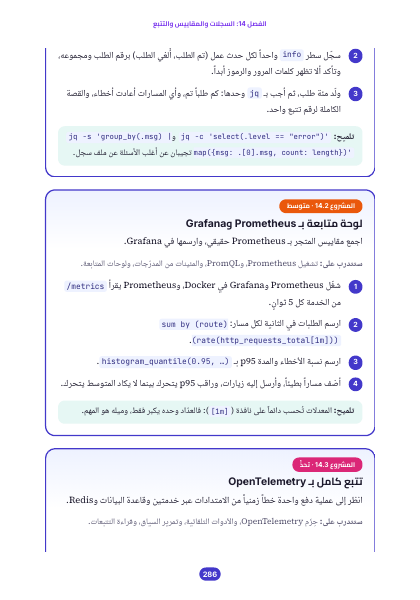 الفصل 14: السجلات والمقاييس والتتبع
2 سجّل سطر info واحداً لكل حدث عمل (تم الطلب، أُلغي الطلب) برقم الطلب ومجموعه،
وتأكد ألا تظهر كلمات المرور والرموز أبداً.
3 ولّد مئة طلب، ثم أجب بـ jq وحدها: كم طلباً تم، وأي المسارات أعادت أخطاء، والقصة
الكاملة لرقم تتبع واحد.
تلميح: jq -c 'select(.level == "error")' و jq -s 'group_by(.msg) |
map({msg: .[0].msg, count: length})' تجيبان عن أغلب الأسئلة عن ملف سجل.
المشروع 14.2 · متوسط
لوحة متابعة بـ Prometheus وGrafana
اجمع مقاييس المتجر بـ Prometheus حقيقي، وارسمها في Grafana.
ستتدرب على: تشغيل Prometheus، وPromQL، والمئينات من المدرّجات، ولوحات المتابعة.
1 شغّل Prometheus وGrafana في Docker، وPrometheus يقرأ /metrics
من الخدمة كل 5 ثوانٍ.
2 ارسم الطلبات في الثانية لكل مسار: sum by (route)
(rate(http_requests_total[1m])).
3 ارسم نسبة الأخطاء والمدة p95 بـ histogram_quantile(0.95, …).
4 أضف مساراً بطيئاً، وأرسل إليه زيارات، وراقب p95 يتحرك بينما لا يكاد المتوسط يتحرك.
تلميح: المعدلات تُحسب دائماً على نافذة ([1m])؛ فالعدّاد وحده يكبر فقط، وميله هو المهم.
المشروع 14.3 · تحدٍّ
تتبع كامل بـ OpenTelemetry
انظر إلى عملية دفع واحدة خطاً زمنياً من الامتدادات عبر خدمتين وقاعدة البيانات وRedis.
ستتدرب على: حِزم OpenTelemetry، والأدوات التلقائية، وتمرير السياق، وقراءة التتبعات.
286